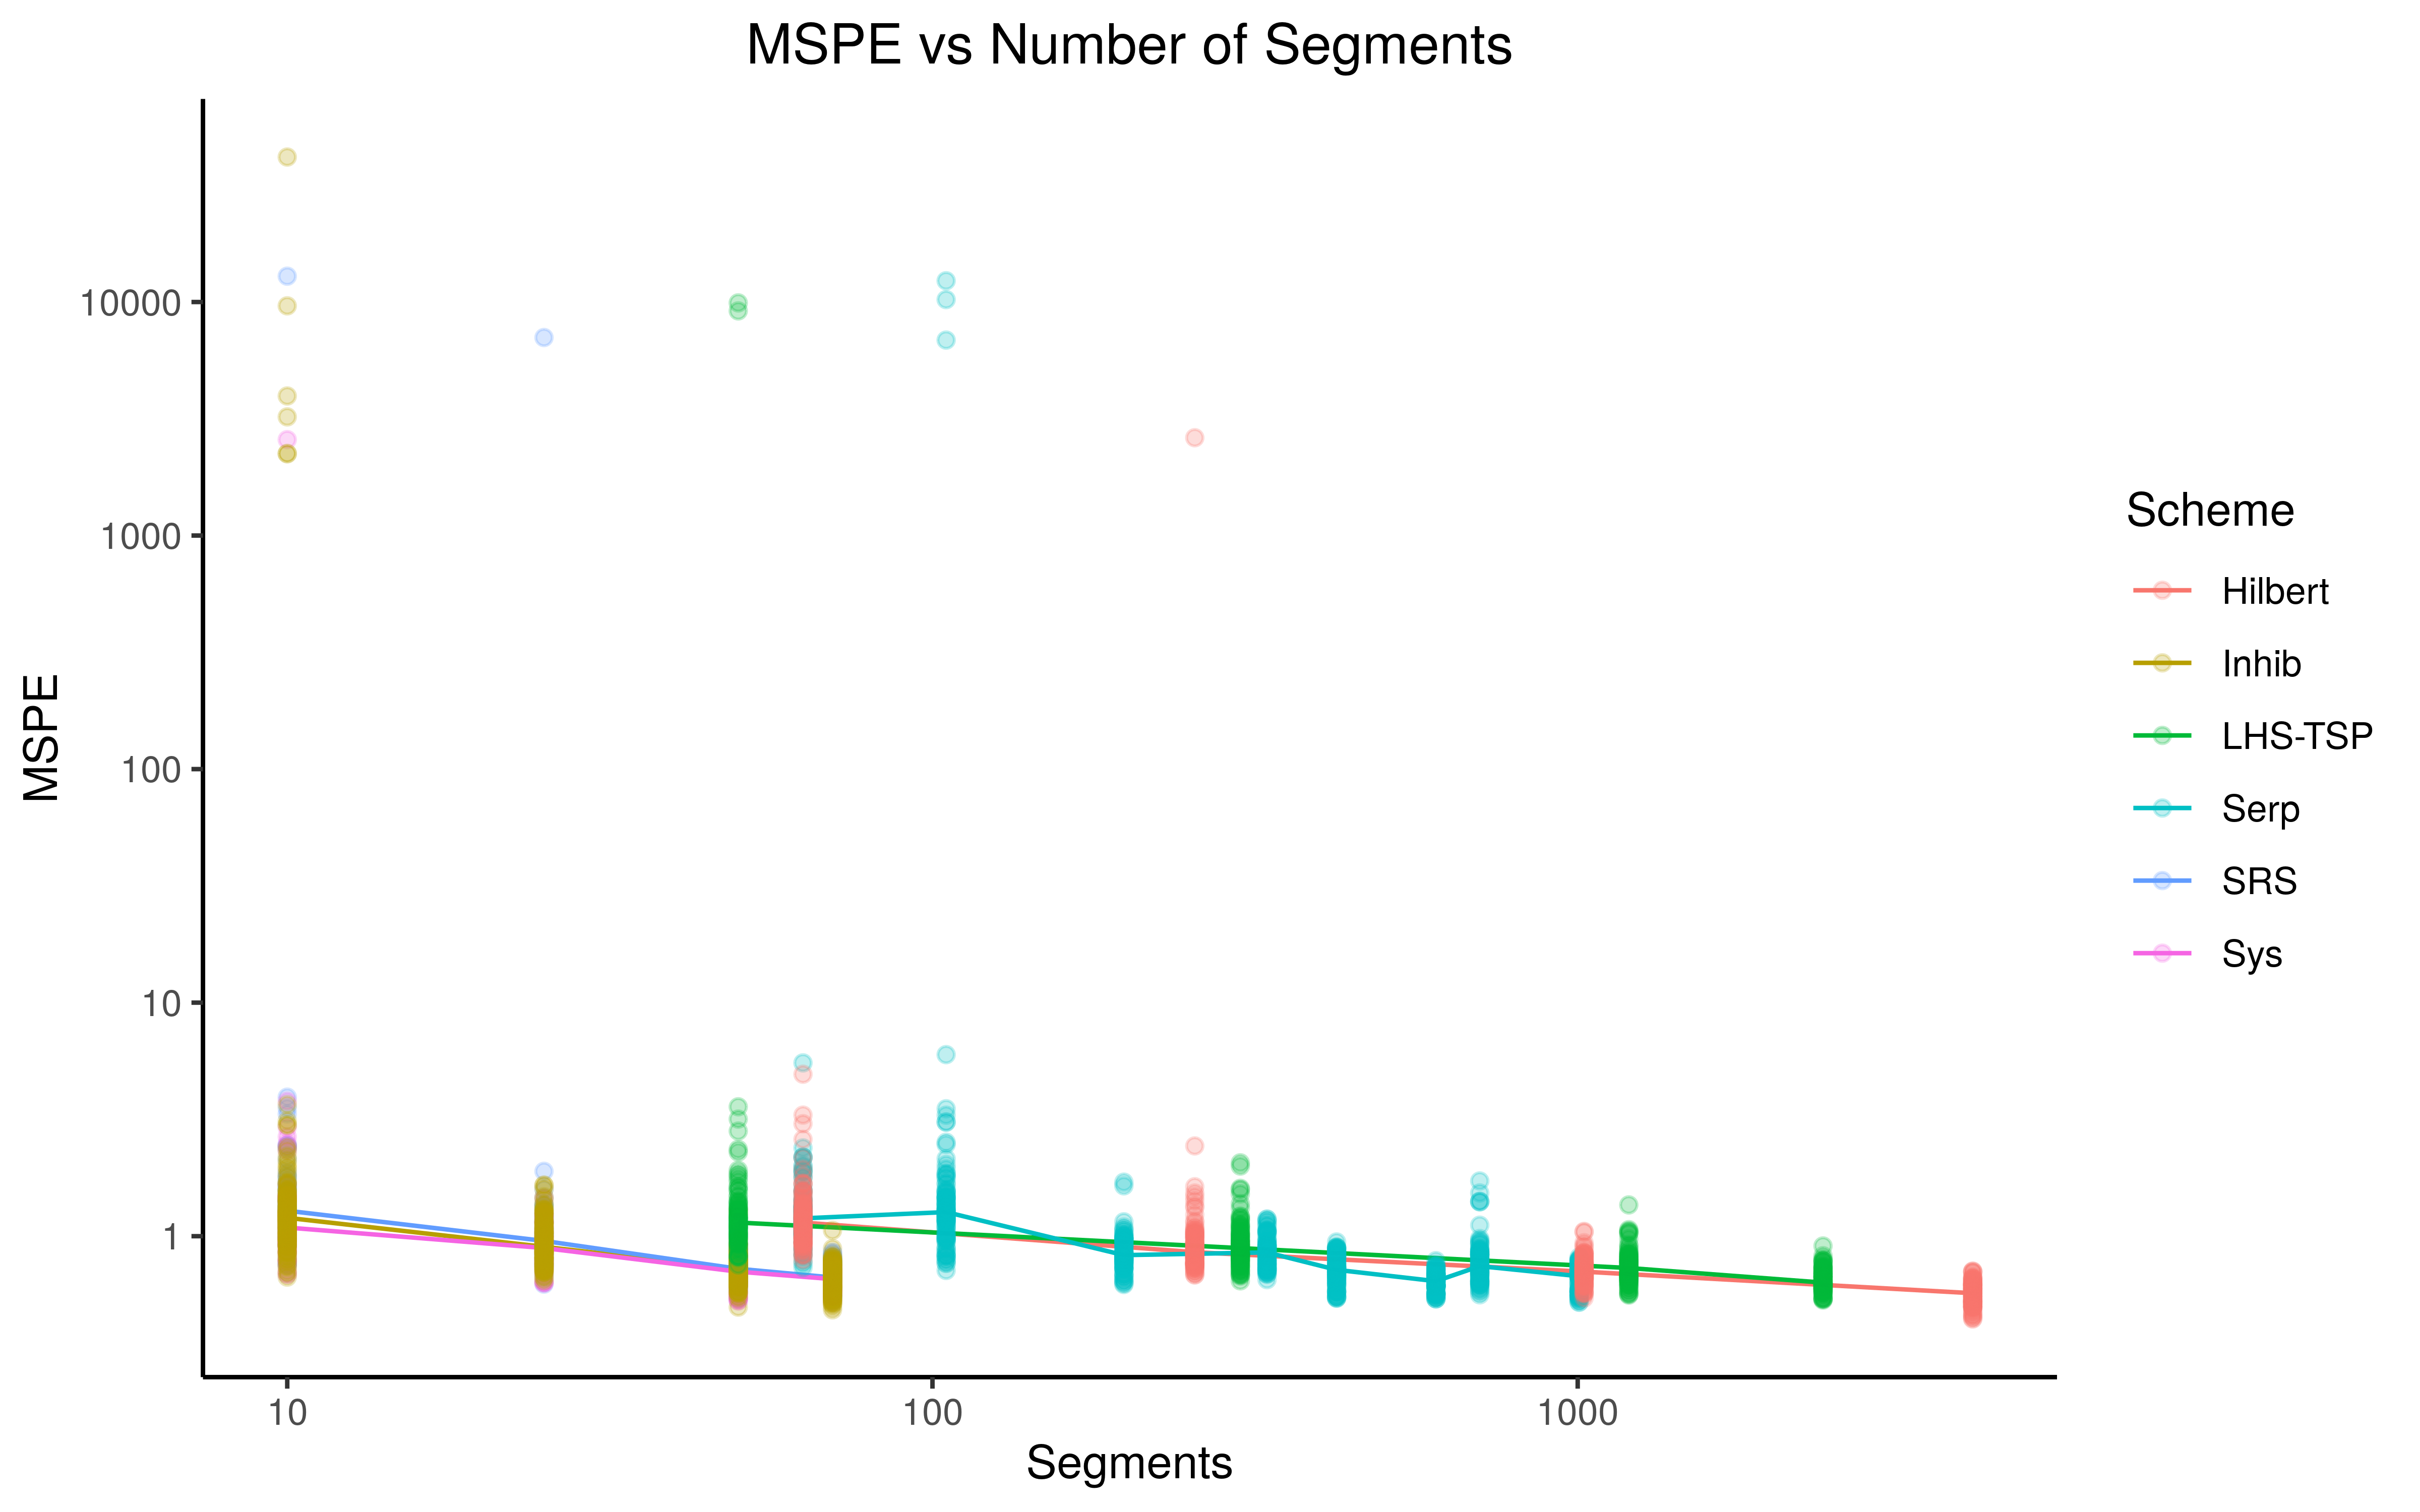 MSPE vs Number of Segments
MSPE
10000
1000
100
10
1
10
100
1000
Segments
Scheme
Hilbert
Inhib
LHS-TSP
Serp
SRS
Sys